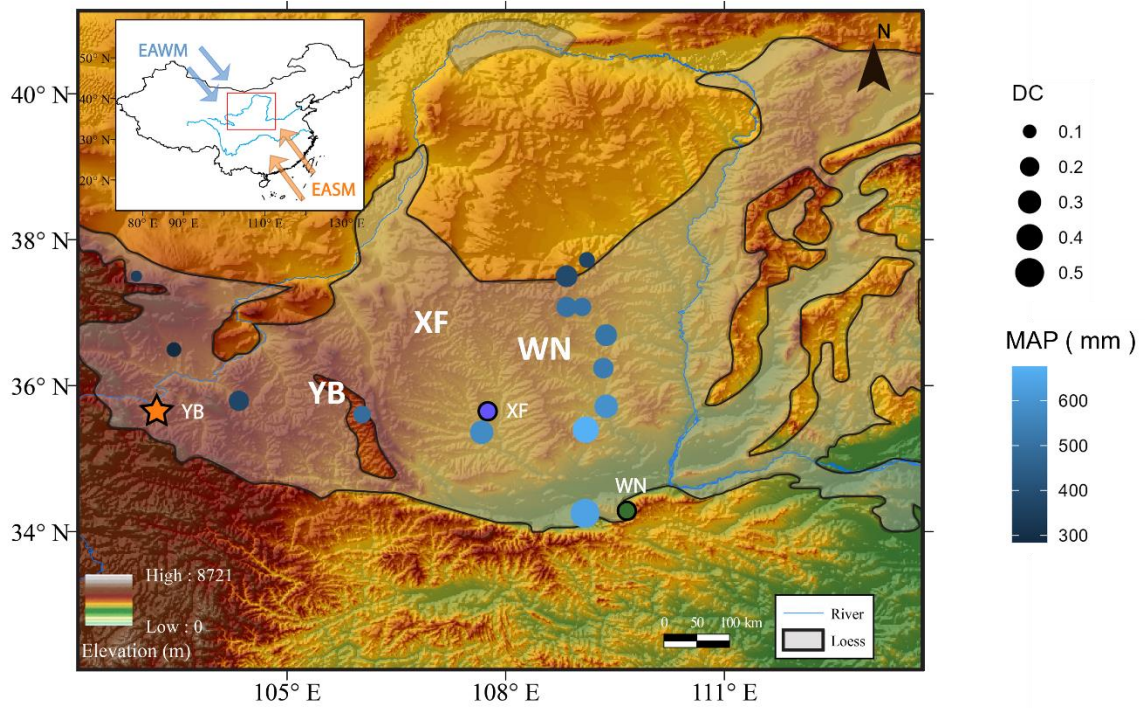 EAWM
50° N
40° N
30° N
20° N
EASM
80° E 90° E 110° E 130° E
N
40° N
38° N
36° N
34° N
XF
WN
YB
YB
XF
WN
High : 8721
Low : 0
Elevation (m)
0 50 100 km
River
Loess
105° E 108° E 111° E
DC
0.1
0.2
0.3
0.4
0.5
MAP ( mm )
600
500
400
300